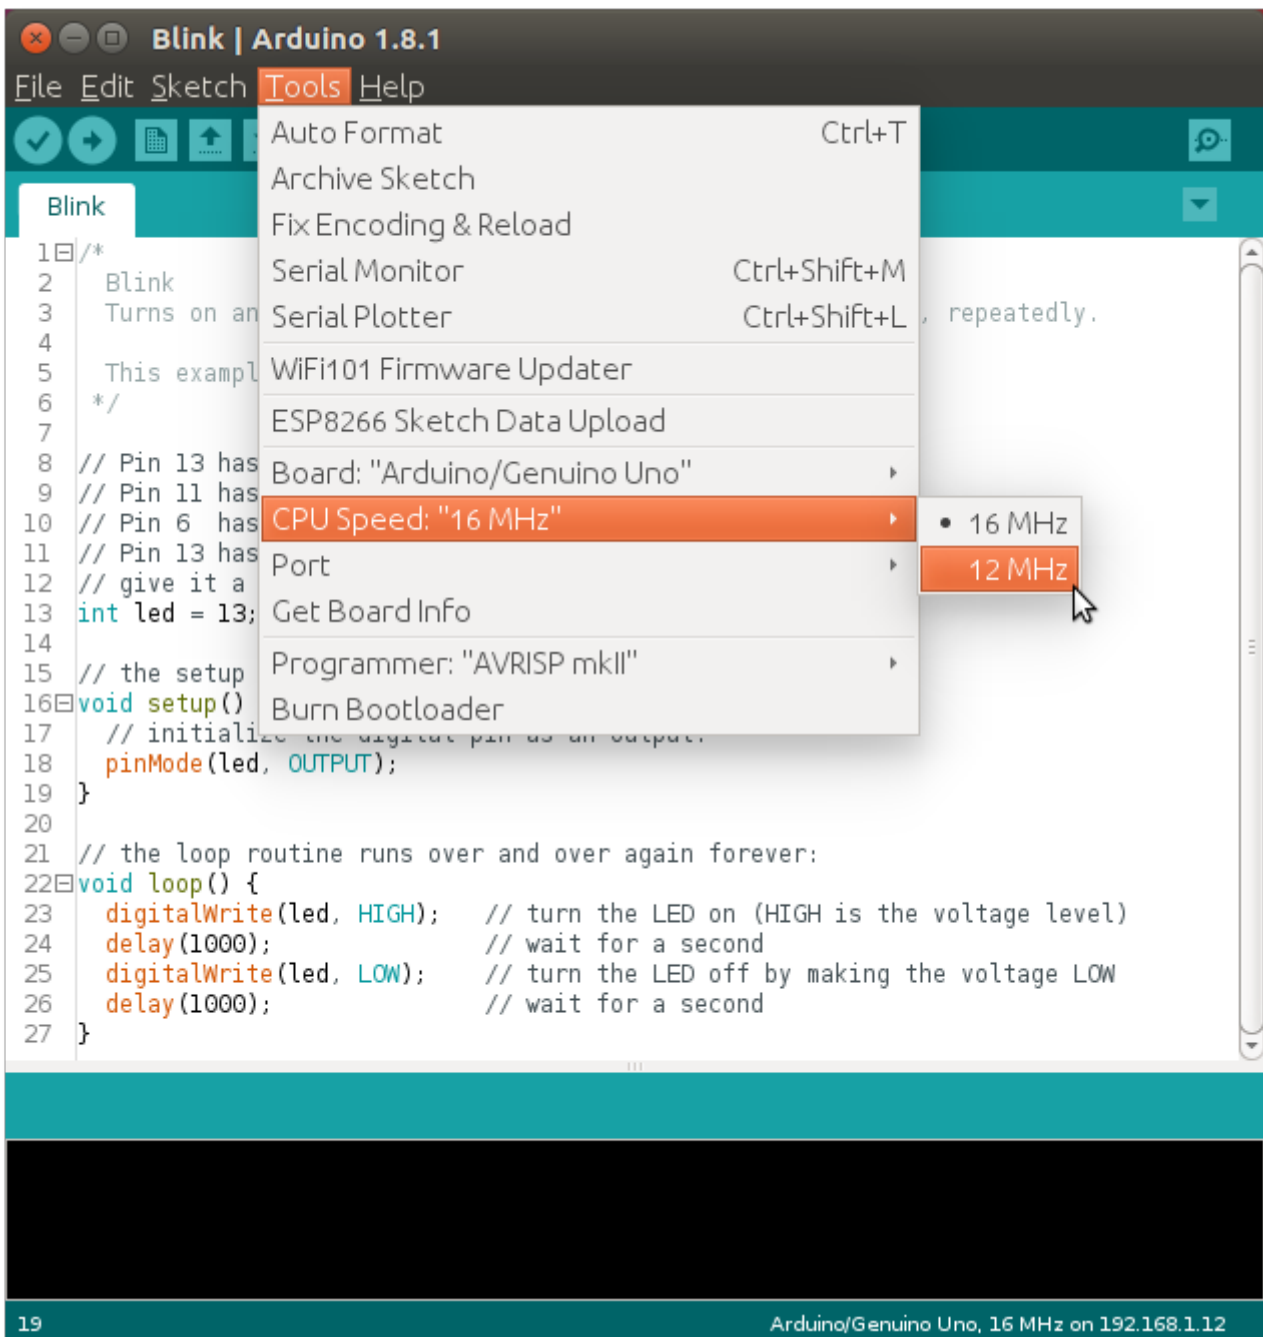 Blink | Arduino 1.8.1
File Edit Sketch Tools Help
Auto Format Ctrl+T
Archive Sketch
Fix Encoding & Reload
Serial Monitor Ctrl+Shift+M
Serial Plotter Ctrl+Shift+L
WiFi101 Firmware Updater
ESP8266 Sketch Data Upload
Board: "Arduino/Genuino Uno"
CPU Speed: "16 MHz"
Port
Get Board Info
Programmer: "AVRISP mkII"
Burn Bootloader
16 MHz
12 MHz
Blink
1 /*
2 Blink
3 Turns on an , repeatedly.
4
5 This exampl
6 */
7
8 // Pin 13 has
9 // Pin 11 has
10 // Pin 6 has
11 // Pin 13 has
12 // give it a
13 int led = 13;
14
15 // the setup
16 void setup()
17 // initialize the digital pin as an output.
18 pinMode(led, OUTPUT);
19 }
20
21 // the loop routine runs over and over again forever:
22 void loop() {
23 digitalWrite(led, HIGH); // turn the LED on (HIGH is the voltage level)
24 delay(1000); // wait for a second
25 digitalWrite(led, LOW); // turn the LED off by making the voltage LOW
26 delay(1000); // wait for a second
27 }
19
Arduino/Genuino Uno, 16 MHz on 192.168.1.12